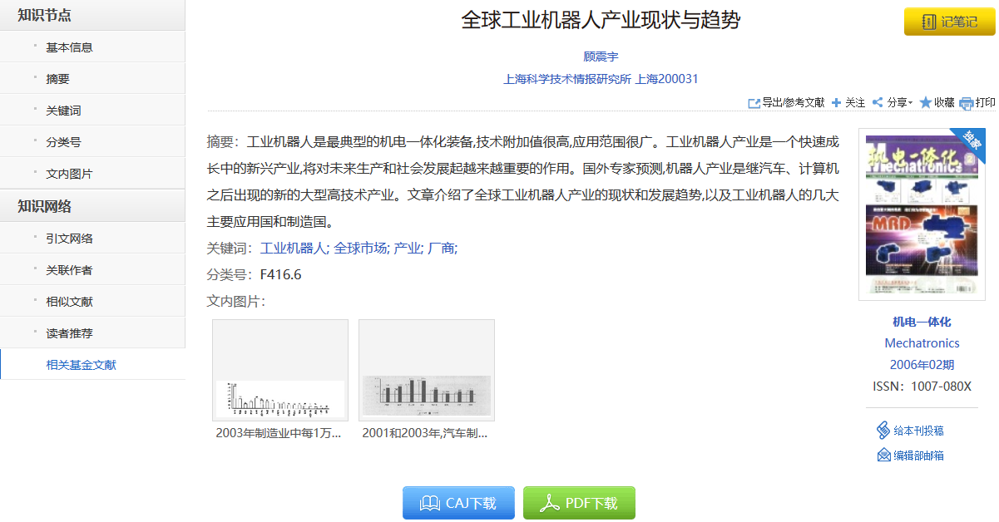 知识节点
基本信息
摘要
关键词
分类号
文内图片
知识网络
引文网络
关联作者
相似文献
读者推荐
相关基金文献
全球工业机器人产业现状与趋势
记笔记
顾震宇
上海科学技术情报研究所 上海200031
导出/参考文献 关注 分享 收藏 打印
摘要：工业机器人是最典型的机电一体化装备,技术附加值很高,应用范围很广。工业机器人产业是一个快速成
长中的新兴产业,将对未来生产和社会发展起越来越重要的作用。国外专家预测,机器人产业是继汽车、计算机
之后出现的新的大型高技术产业。文章介绍了全球工业机器人产业的现状和发展趋势,以及工业机器人的几大
主要应用国和制造国。
关键词：工业机器人; 全球市场; 产业; 厂商;
分类号：F416.6
文内图片：
2003年制造业中每1万...
2001和2003年,汽车制...
独家
机电一体化
Mechatronics
2
MRD
机电一体化
Mechatronics
2006年02期
ISSN：1007-080X
给本刊投稿
编辑部邮箱
CAJ下载
PDF下载